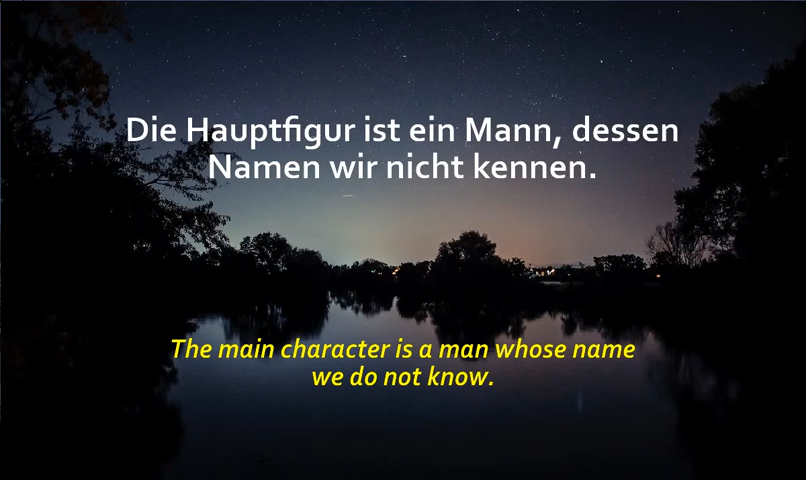 Die Hauptfigur ist ein Mann, dessen
Namen wir nicht kennen.
The main character is a man whose name
we do not know.